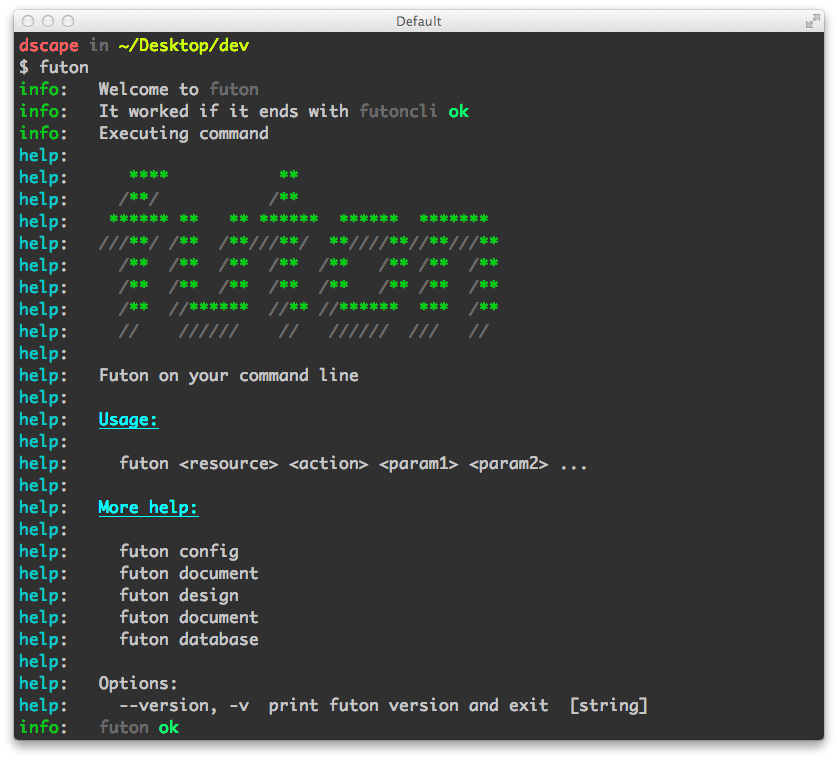 Default
dscape in ~/Desktop/dev
$ futon
info:   Welcome to futon
info:   It worked if it ends with futoncli ok
info:   Executing command
help:
help:      ****           **
help:     /**/           /**
help:    ****** **   ** ******  ******  *******
help:   ///**/ /**  /**///**/  **////**//**///**
help:     /**  /**  /**  /**  /**   /** /**  /**
help:     /**  /**  /**  /**  /**   /** /**  /**
help:     /**  //******  //** //******  ***  /**
help:     //    //////    //   //////  ///   //
help:
help:   Futon on your command line
help:
help:   Usage:
help:
help:     futon <resource> <action> <param1> <param2> ...
help:
help:   More help:
help:
help:     futon config
help:     futon document
help:     futon design
help:     futon document
help:     futon database
help:
help:   Options:
help:     --version, -v  print futon version and exit  [string]
info:   futon ok